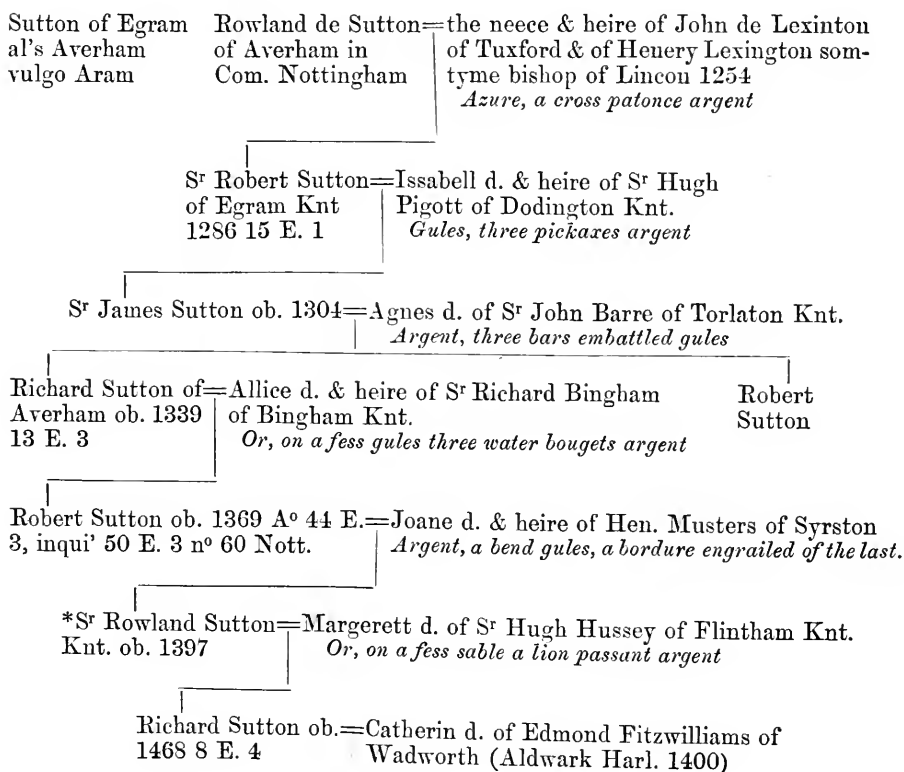 Sutton of Egram
al's Averham
vulgo Aram
Rowland de Sutton=the neece & heire of John de Lexinton
of Averham in
Com. Nottingham
of Tuxford & of Henery Lexington som-
tyme bishop of Lincon 1254
Azure, a cross patonce argent
Sr Robert Sutton=Issabell d. & heire of Sr Hugh
of Egram Knt
1286 15 E. 1
Pigott of Dodington Knt.
Gules, three pickaxes argent
Sr James Sutton ob. 1304=Agnes d. of Sr John Barre of Torlaton Knt.
Argent, three bars embattled gules
Richard Sutton of=Allice d. & heire of Sr Richard Bingham
Averham ob. 1339
13 E. 3
of Bingham Knt.
Or, on a fess gules three water bougets argent
Robert
Sutton
Robert Sutton ob. 1369 Ao 44 E.=Joane d. & heire of Hen. Musters of Syrston
3, inqui' 50 E. 3 no 60 Nott.
Argent, a bend gules, a bordure engrailed of the last.
*Sr Rowland Sutton=Margerett d. of Sr Hugh Hussey of Flintham Knt.
Knt. ob. 1397
Or, on a fess sable a lion passant argent
Richard Sutton ob.=Catherin d. of Edmond Fitzwilliams of
1468 8 E. 4
Wadworth (Aldwark Harl. 1400)